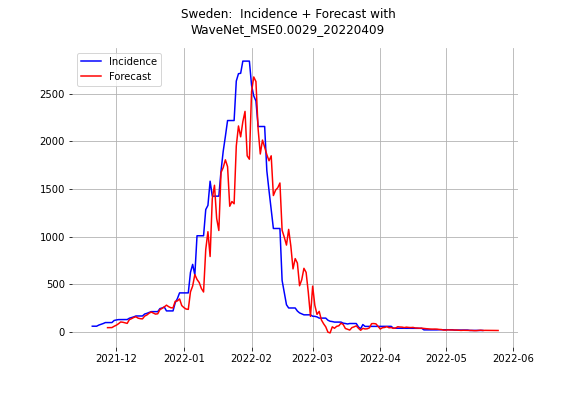 Sweden:  Incidence + Forecast with
WaveNet_MSE0.0029_20220409
Incidence
Forecast
2500
2000
1500
1000
500
0
2021-12 2022-01 2022-02 2022-03 2022-04 2022-05 2022-06